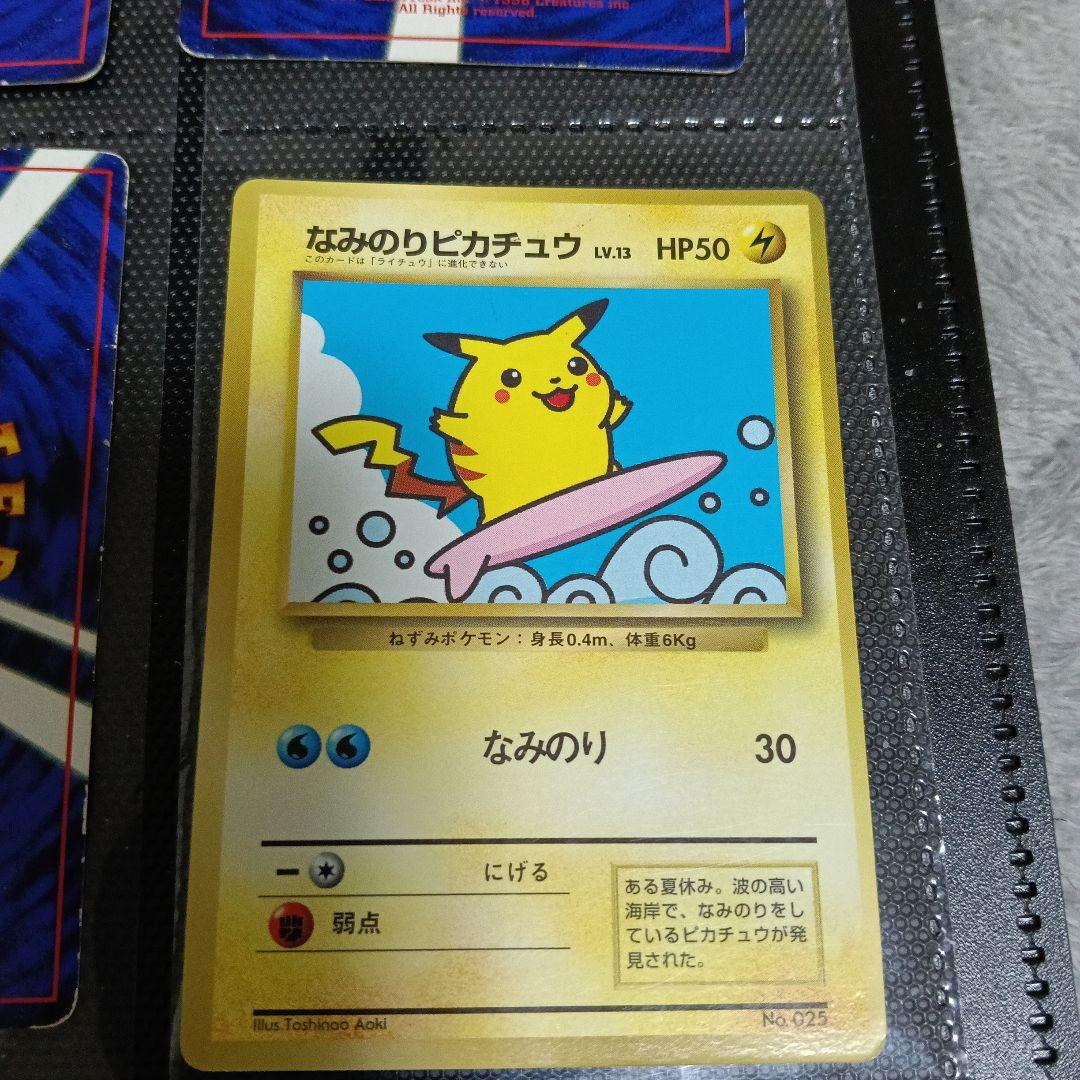 1998 Creatures inc
All Rights reserved.
なみのりピカチュウ LV.13 HP50
このカードは「ライチュウ」に進化できない
ねずみポケモン：身長0.4m、体重6Kg
なみのり 30
ー にげる
弱点
ある夏休み。波の高い
海岸で、なみのりをし
ているピカチュウが発
見された。
Illus.Toshinao Aoki
No.025